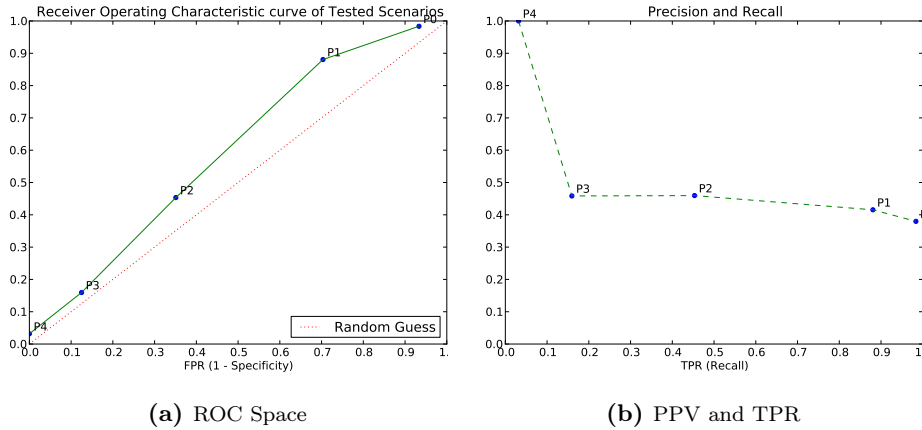 Receiver Operating Characteristic curve of Tested Scenarios
1.0
0.9
0.8
0.7
0.6
0.5
0.4
0.3
0.2
0.1
0.0
P0
P1
P2
P3
P4
Random Guess
0.0 0.1 0.2 0.3 0.4 0.5 0.6 0.7 0.8 0.9 1.
FPR (1 - Specificity)
(a) ROC Space
Precision and Recall
1.0
0.9
0.8
0.7
0.6
0.5
0.4
0.3
0.2
0.1
0.0
P4
P3
P2
P1
0.0 0.1 0.2 0.3 0.4 0.5 0.6 0.7 0.8 0.9 1
TPR (Recall)
(b) PPV and TPR